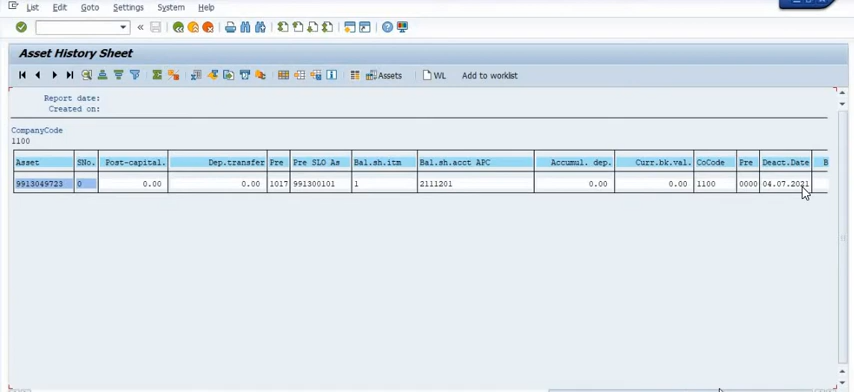 List Edit Goto Settings System Help
Asset History Sheet
Assets WL Add to worklist
Report date:
Created on:
CompanyCode
1100
Asset SNo. Post-capital. Dep.transfer Pre Pre SLO As Bal.sh.itm Bal.sh.acct APC Accumul. dep. Curr.bk.val. CoCode Pre Deact.Date B
9913049723 0 0.00 0.00 1017 991300101 1 2111201 0.00 0.00 1100 0000 04.07.2021